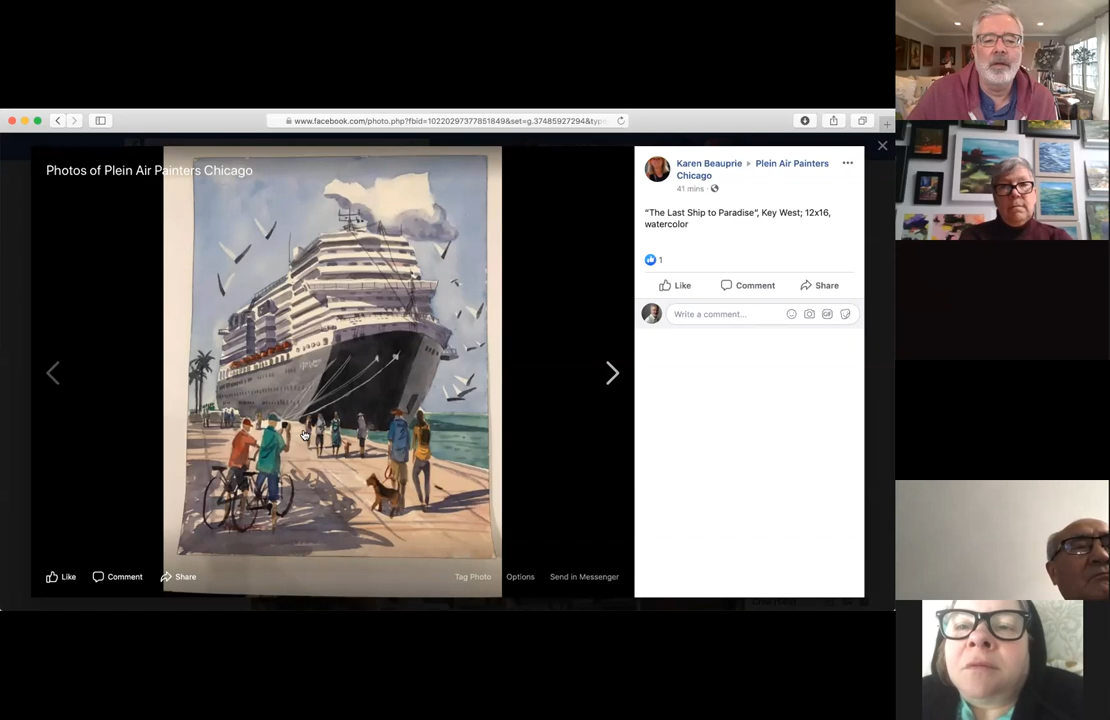 www.facebook.com/photo.php?fbid=10220297377851849&set=g.37485927294&type
Photos of Plein Air Painters Chicago
Karen Beauprie ▸ Plein Air Painters
Chicago
41 mins ·
"The Last Ship to Paradise", Key West; 12x16,
watercolor
1
Like Comment Share
Write a comment...
GIF
Like Comment Share
Tag Photo Options Send in Messenger